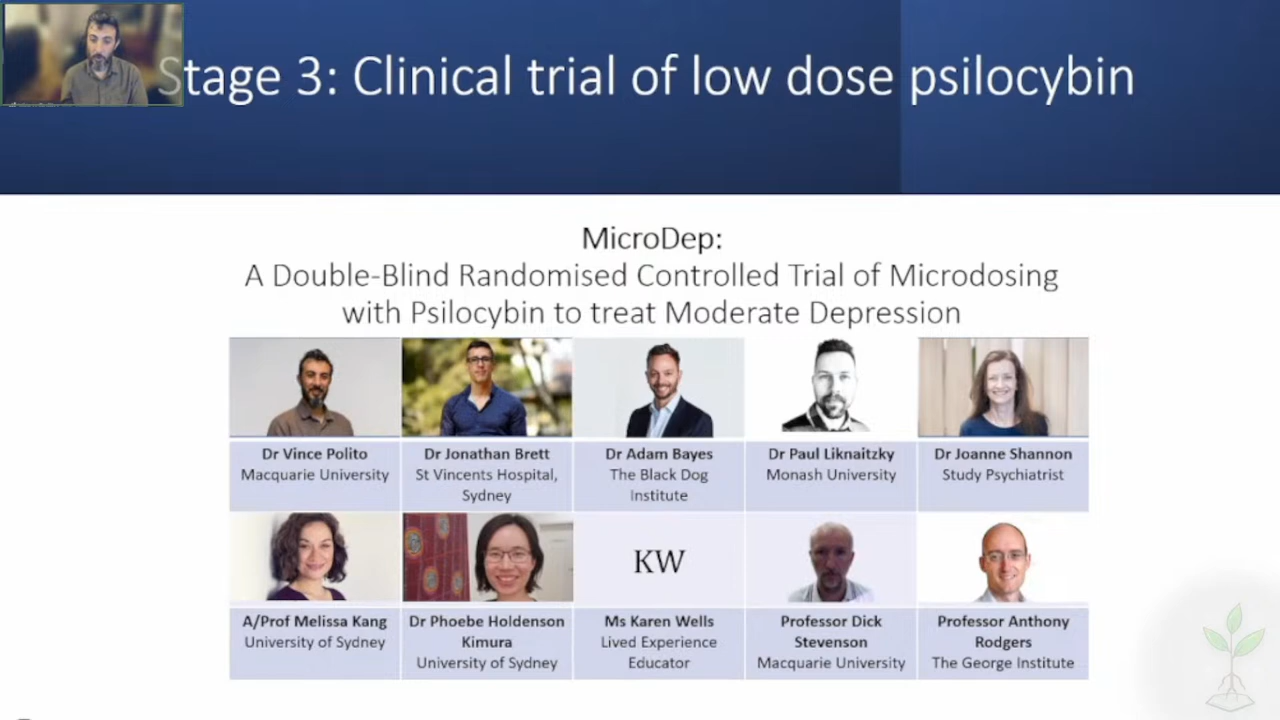 Stage 3: Clinical trial of low dose psilocybin
MicroDep:
A Double-Blind Randomised Controlled Trial of Microdosing
with Psilocybin to treat Moderate Depression
Dr Vince Polito
Macquarie University
Dr Jonathan Brett
St Vincents Hospital,
Sydney
Dr Adam Bayes
The Black Dog
Institute
Dr Paul Liknaitzky
Monash University
Dr Joanne Shannon
Study Psychiatrist
KW
A/Prof Melissa Kang
University of Sydney
Dr Phoebe Holdenson
Kimura
University of Sydney
Ms Karen Wells
Lived Experience
Educator
Professor Dick
Stevenson
Macquarie University
Professor Anthony
Rodgers
The George Institute